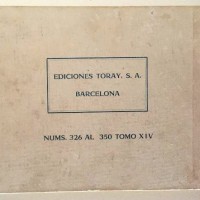 EDICIONES TORAY. S. A.
BARCELONA
NUMS. 326 AL 350 TOMO XIV